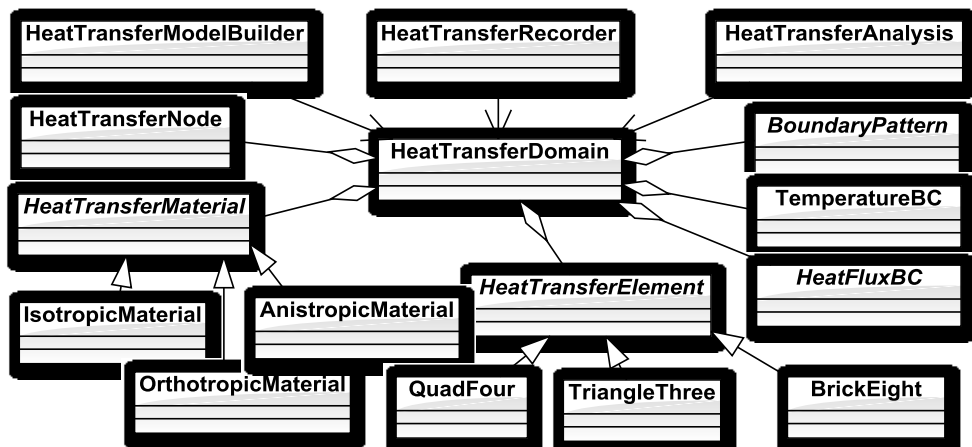 HeatTransferModelBuilder
HeatTransferRecorder
HeatTransferAnalysis
HeatTransferNode
HeatTransferDomain
BoundaryPattern
HeatTransferMaterial
TemperatureBC
HeatTransferElement
HeatFluxBC
IsotropicMaterial
AnistropicMaterial
OrthotropicMaterial
QuadFour
TriangleThree
BrickEight